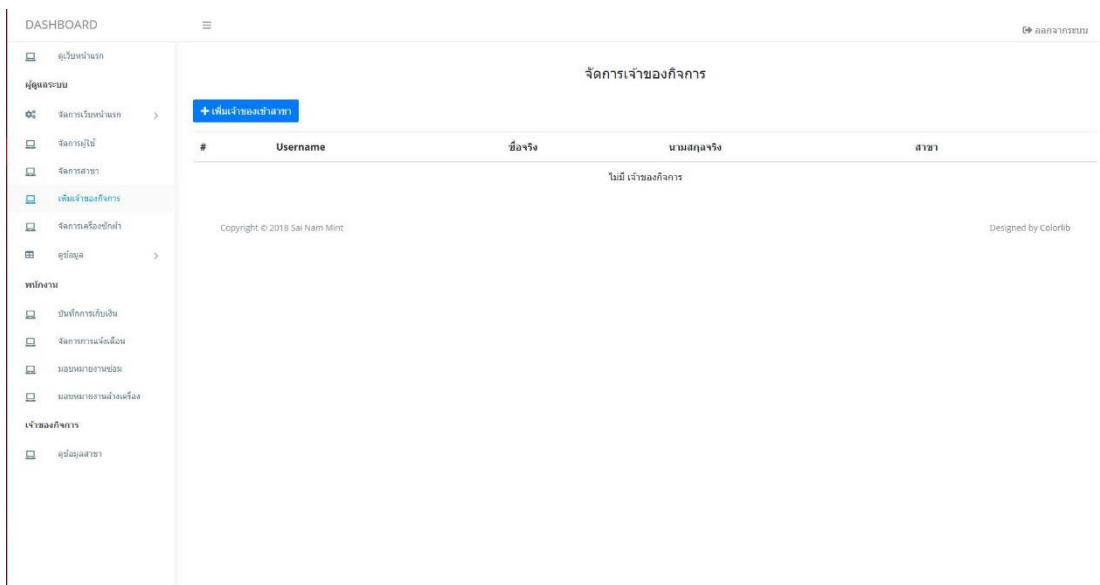 DASHBOARD
ออกจากระบบ
ดูเว็บหน้าแรก
ผู้ดูแลระบบ
จัดการเว็บหน้าแรก
จัดการผู้ใช้
จัดการสาขา
เพิ่มเจ้าของกิจการ
จัดการเครื่องซักผ้า
ดูข้อมูล
พนักงาน
บันทึกการเก็บเงิน
จัดการการแจ้งเตือน
มอบหมายงานซ่อม
มอบหมายงานล้างเครื่อง
เจ้าของกิจการ
ดูข้อมูลสาขา
จัดการเจ้าของกิจการ
เพิ่มเจ้าของเข้าสาขา
# Username ชื่อจริง นามสกุลจริง สาขา
ไม่มี เจ้าของกิจการ
Copyright © 2018 Sai Nam Mint Designed by Colorlib